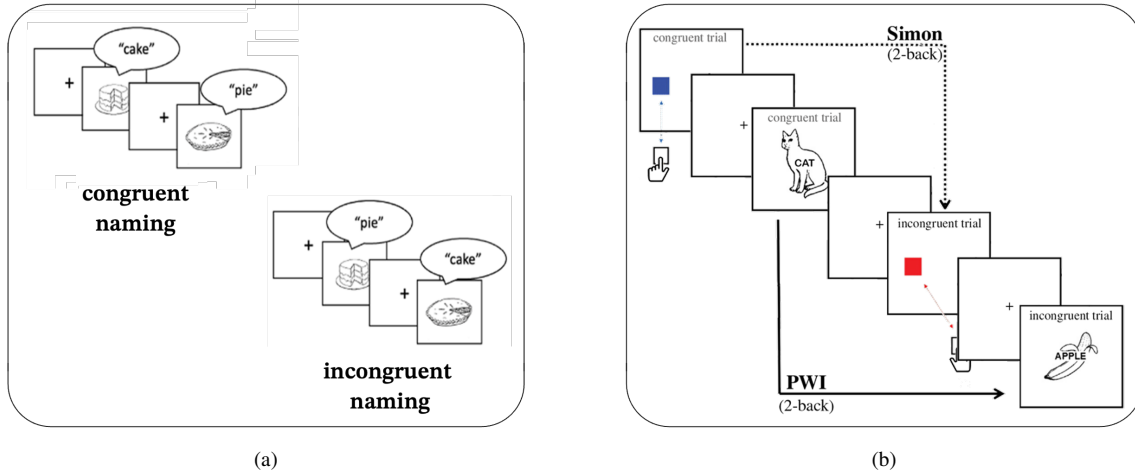 “cake”
+
“pie”
+
congruent
naming
“pie”
+
“cake”
+
incongruent
naming
(a)
congruent trial
Simon
(2-back)
+
congruent trial
CAT
+
incongruent trial
+
incongruent trial
APPLE
PWI
(2-back)
(b)